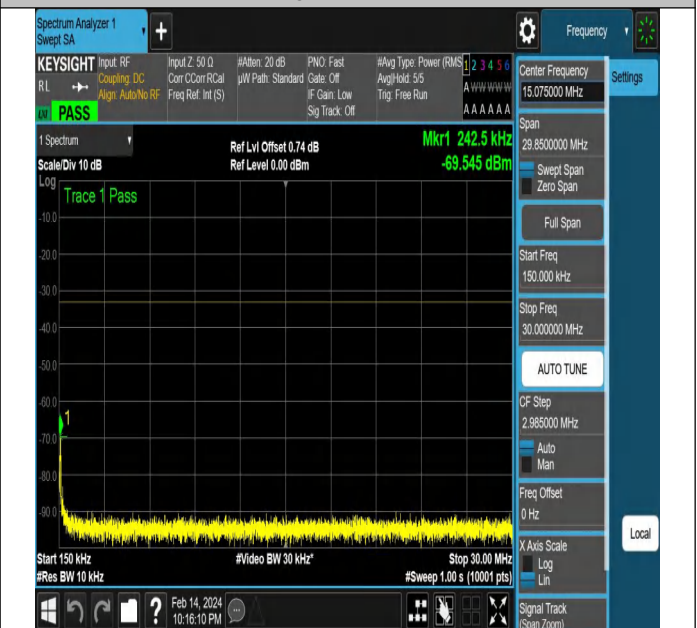 Spectrum Analyzer 1
Swept SA
+
Frequency
KEYSIGHT
RL
PASS
Input: RF
Coupling: DC
Align: Auto/No RF
Input Z: 50 Ω
Corr CCorr RCal
Freq Ref: Int (S)
#Atten: 20 dB
µW Path: Standard
PNO: Fast
Gate: Off
IF Gain: Low
Sig Track: Off
#Avg Type: Power (RMS
Avg|Hold: 5/5
Trig: Free Run
1 2 3 4 5 6
A W W W W W
A A A A A A
1 Spectrum
Scale/Div 10 dB
Ref Lvl Offset 0.74 dB
Ref Level 0.00 dBm
Mkr1 242.5 kHz
-69.545 dBm
Log
Trace 1 Pass
-10.0
-20.0
-30.0
-40.0
-50.0
-60.0
1
-70.0
-80.0
-90.0
Start 150 kHz
#Video BW 30 kHz*
Stop 30.00 MHz
#Res BW 10 kHz
#Sweep 1.00 s (10001 pts)
?
Feb 14, 2024
10:16:10 PM
Center Frequency
15.075000 MHz
Settings
Span
29.8500000 MHz
Swept Span
Zero Span
Full Span
Start Freq
150.000 kHz
Stop Freq
30.000000 MHz
AUTO TUNE
CF Step
2.985000 MHz
Auto
Man
Freq Offset
0 Hz
Local
X Axis Scale
Log
Lin
Signal Track
(Span Zoom)